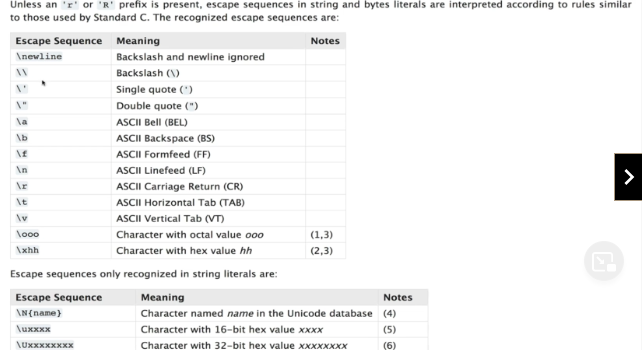 Unless an 'r' or 'R' prefix is present, escape sequences in string and bytes literals are interpreted according to rules similar
to those used by Standard C. The recognized escape sequences are:
Escape Sequence Meaning Notes
\newline Backslash and newline ignored
\\ Backslash (\)
\' Single quote (')
\" Double quote (")
\a ASCII Bell (BEL)
\b ASCII Backspace (BS)
\f ASCII Formfeed (FF)
\n ASCII Linefeed (LF)
\r ASCII Carriage Return (CR)
\t ASCII Horizontal Tab (TAB)
\v ASCII Vertical Tab (VT)
\ooo Character with octal value ooo (1,3)
\xhh Character with hex value hh (2,3)
Escape sequences only recognized in string literals are:
Escape Sequence Meaning Notes
\N{name} Character named name in the Unicode database (4)
\uxxxx Character with 16-bit hex value xxxx (5)
\Uxxxxxxxx Character with 32-bit hex value xxxxxxxx (6)